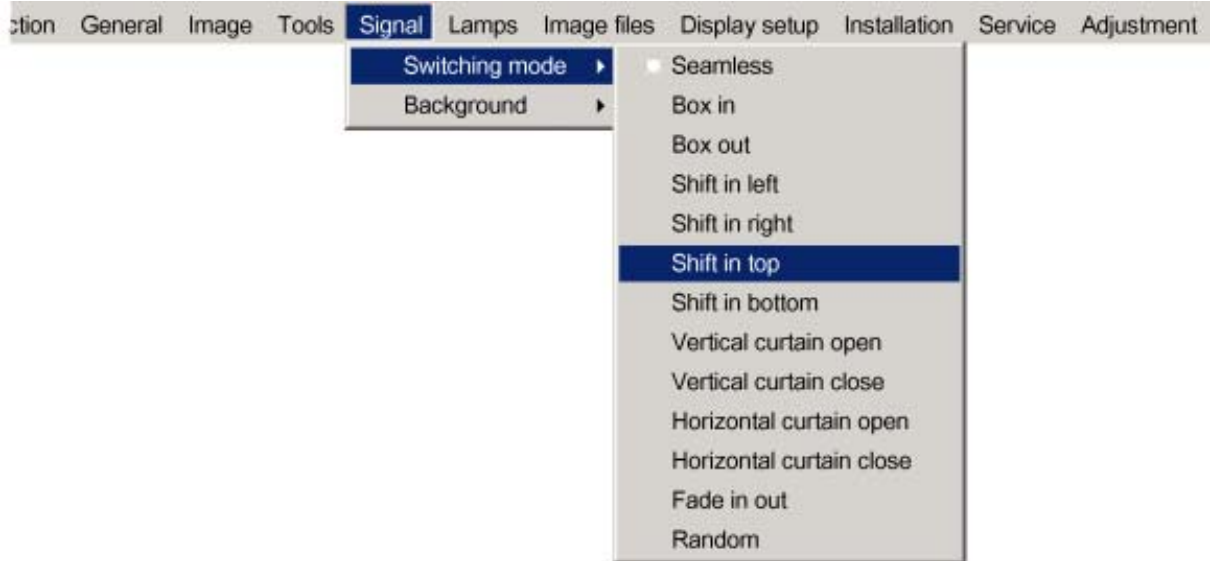 ction General Image Tools Signal Lamps Image files Display setup Installation Service Adjustment
Switching mode
Background
Seamless
Box in
Box out
Shift in left
Shift in right
Shift in top
Shift in bottom
Vertical curtain open
Vertical curtain close
Horizontal curtain open
Horizontal curtain close
Fade in out
Random